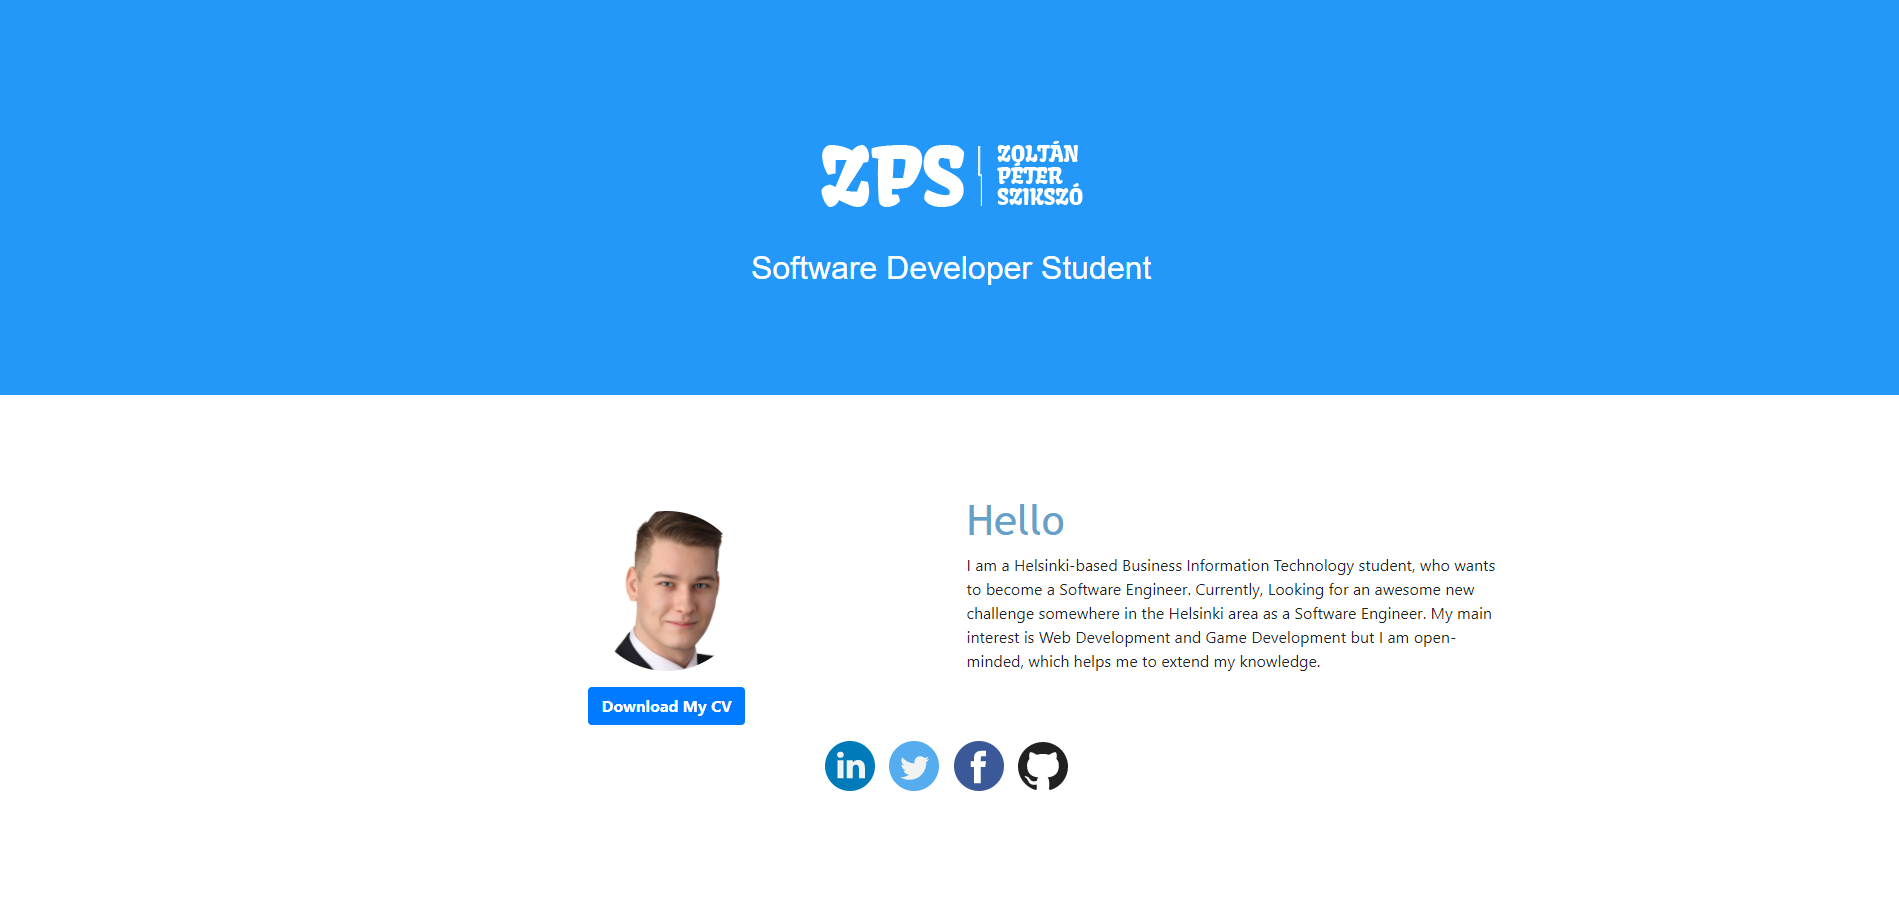 ZPS
ZOLTÁN
PÉTER
SZIKSZÓ
Software Developer Student
Hello
I am a Helsinki-based Business Information Technology student, who wants
to become a Software Engineer. Currently, Looking for an awesome new
challenge somewhere in the Helsinki area as a Software Engineer. My main
interest is Web Development and Game Development but I am open-
minded, which helps me to extend my knowledge.
Download My CV
in
f